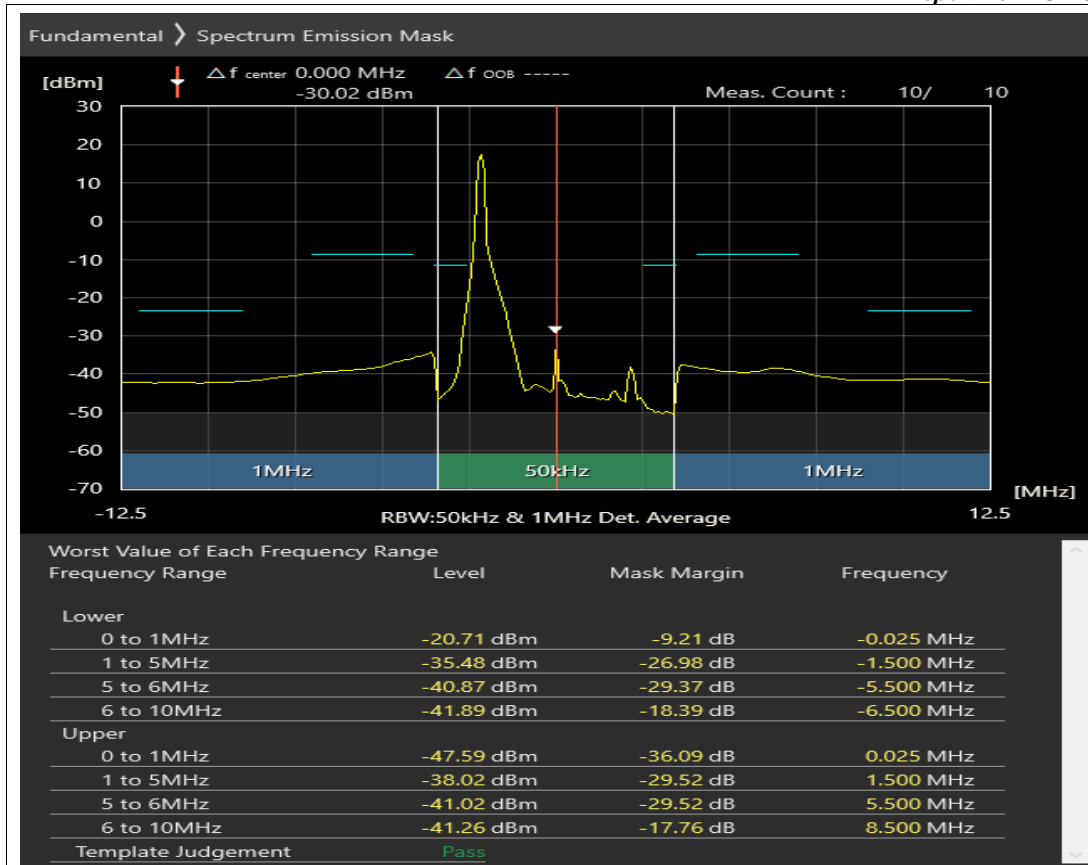 Fundamental ❯ Spectrum Emission Mask
[dBm] △f center 0.000 MHz △f OOB -----
-30.02 dBm Meas. Count : 10/ 10
30
20
10
0
-10
-20
-30
-40
-50
-60
1MHz 50kHz 1MHz
-70 [MHz]
-12.5 RBW:50kHz & 1MHz Det. Average 12.5
Worst Value of Each Frequency Range
Frequency Range Level Mask Margin Frequency
Lower
0 to 1MHz -20.71 dBm -9.21 dB -0.025 MHz
1 to 5MHz -35.48 dBm -26.98 dB -1.500 MHz
5 to 6MHz -40.87 dBm -29.37 dB -5.500 MHz
6 to 10MHz -41.89 dBm -18.39 dB -6.500 MHz
Upper
0 to 1MHz -47.59 dBm -36.09 dB 0.025 MHz
1 to 5MHz -38.02 dBm -29.52 dB 1.500 MHz
5 to 6MHz -41.02 dBm -29.52 dB 5.500 MHz
6 to 10MHz -41.26 dBm -17.76 dB 8.500 MHz
Template Judgement Pass